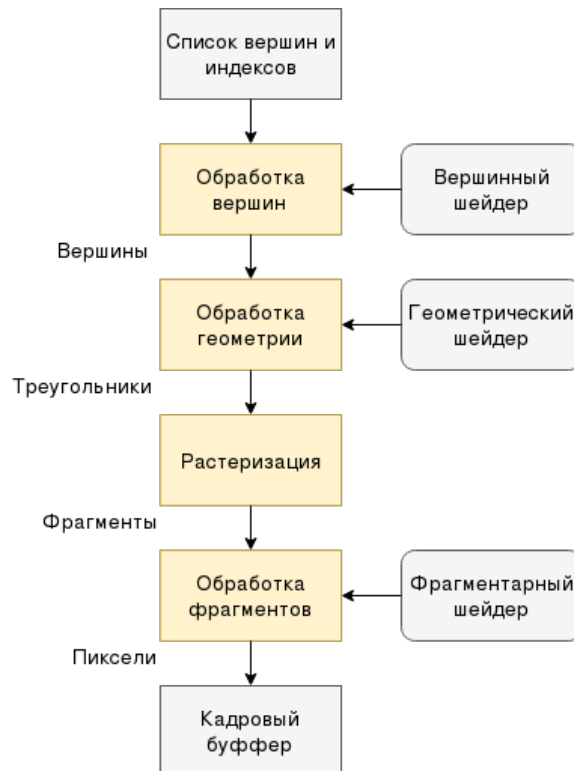 Список вершин и
индексов
Обработка
вершин
Вершинный
шейдер
Вершины
Обработка
геометрии
Геометрический
шейдер
Треугольники
Растеризация
Фрагменты
Обработка
фрагментов
Фрагментарный
шейдер
Пиксели
Кадровый
буффер